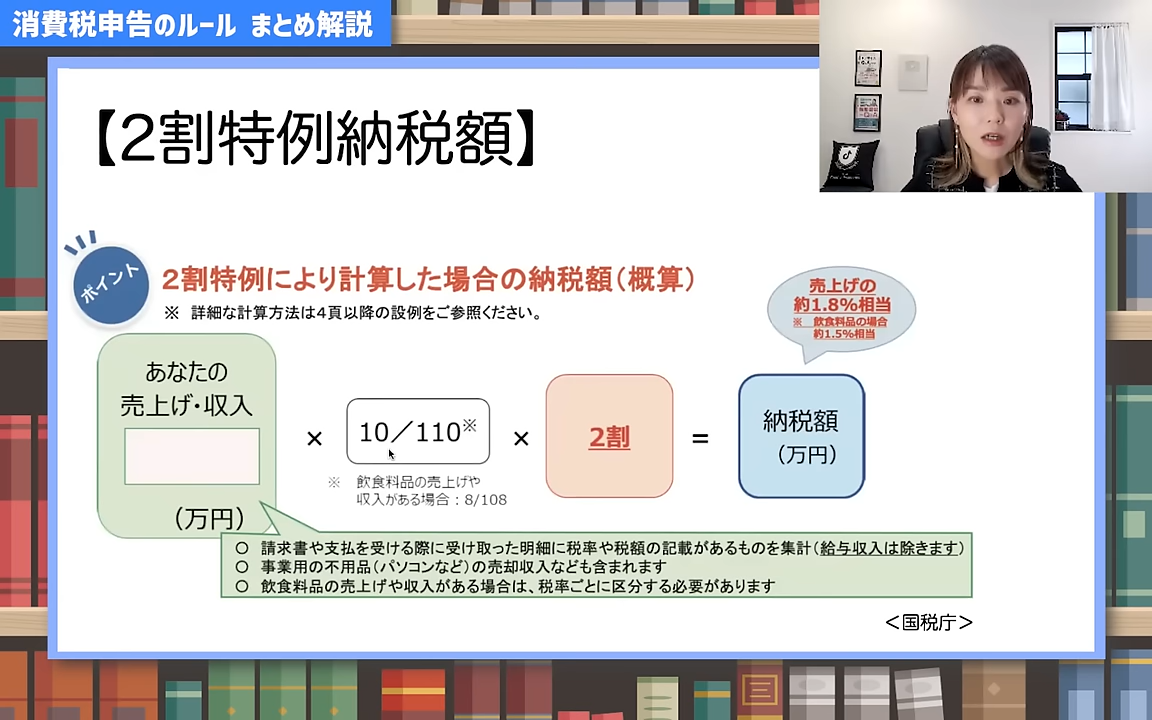 消費税申告のルール まとめ解説
【2割特例納税額】
ポイント
2割特例により計算した場合の納税額(概算)
※ 詳細な計算方法は4頁以降の設例をご参照ください。
売上げの
約1.8%相当
※ 飲食料品の場合
約1.5%相当
あなたの
売上げ・収入
(万円)
×
10/110※
※ 飲食料品の売上げや
収入がある場合:8/108
×
2割
=
納税額
(万円)
○ 請求書や支払を受ける際に受け取った明細に税率や税額の記載があるものを集計(給与収入は除きます)
○ 事業用の不用品(パソコンなど)の売却収入なども含まれます
○ 飲食料品の売上げや収入がある場合は、税率ごとに区分する必要があります
<国税庁>